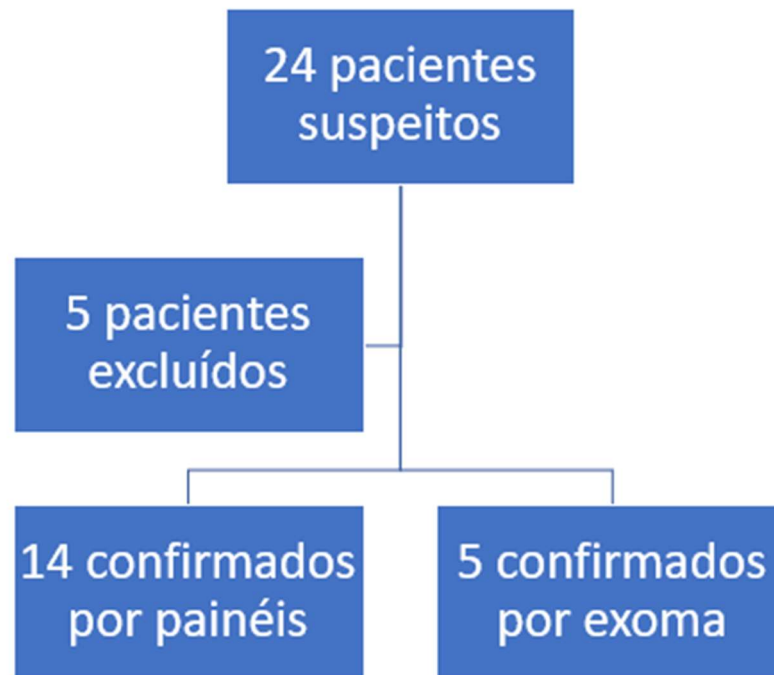 24 pacientes
suspeitos
5 pacientes
excluídos
14 confirmados
por painéis
5 confirmados
por exoma